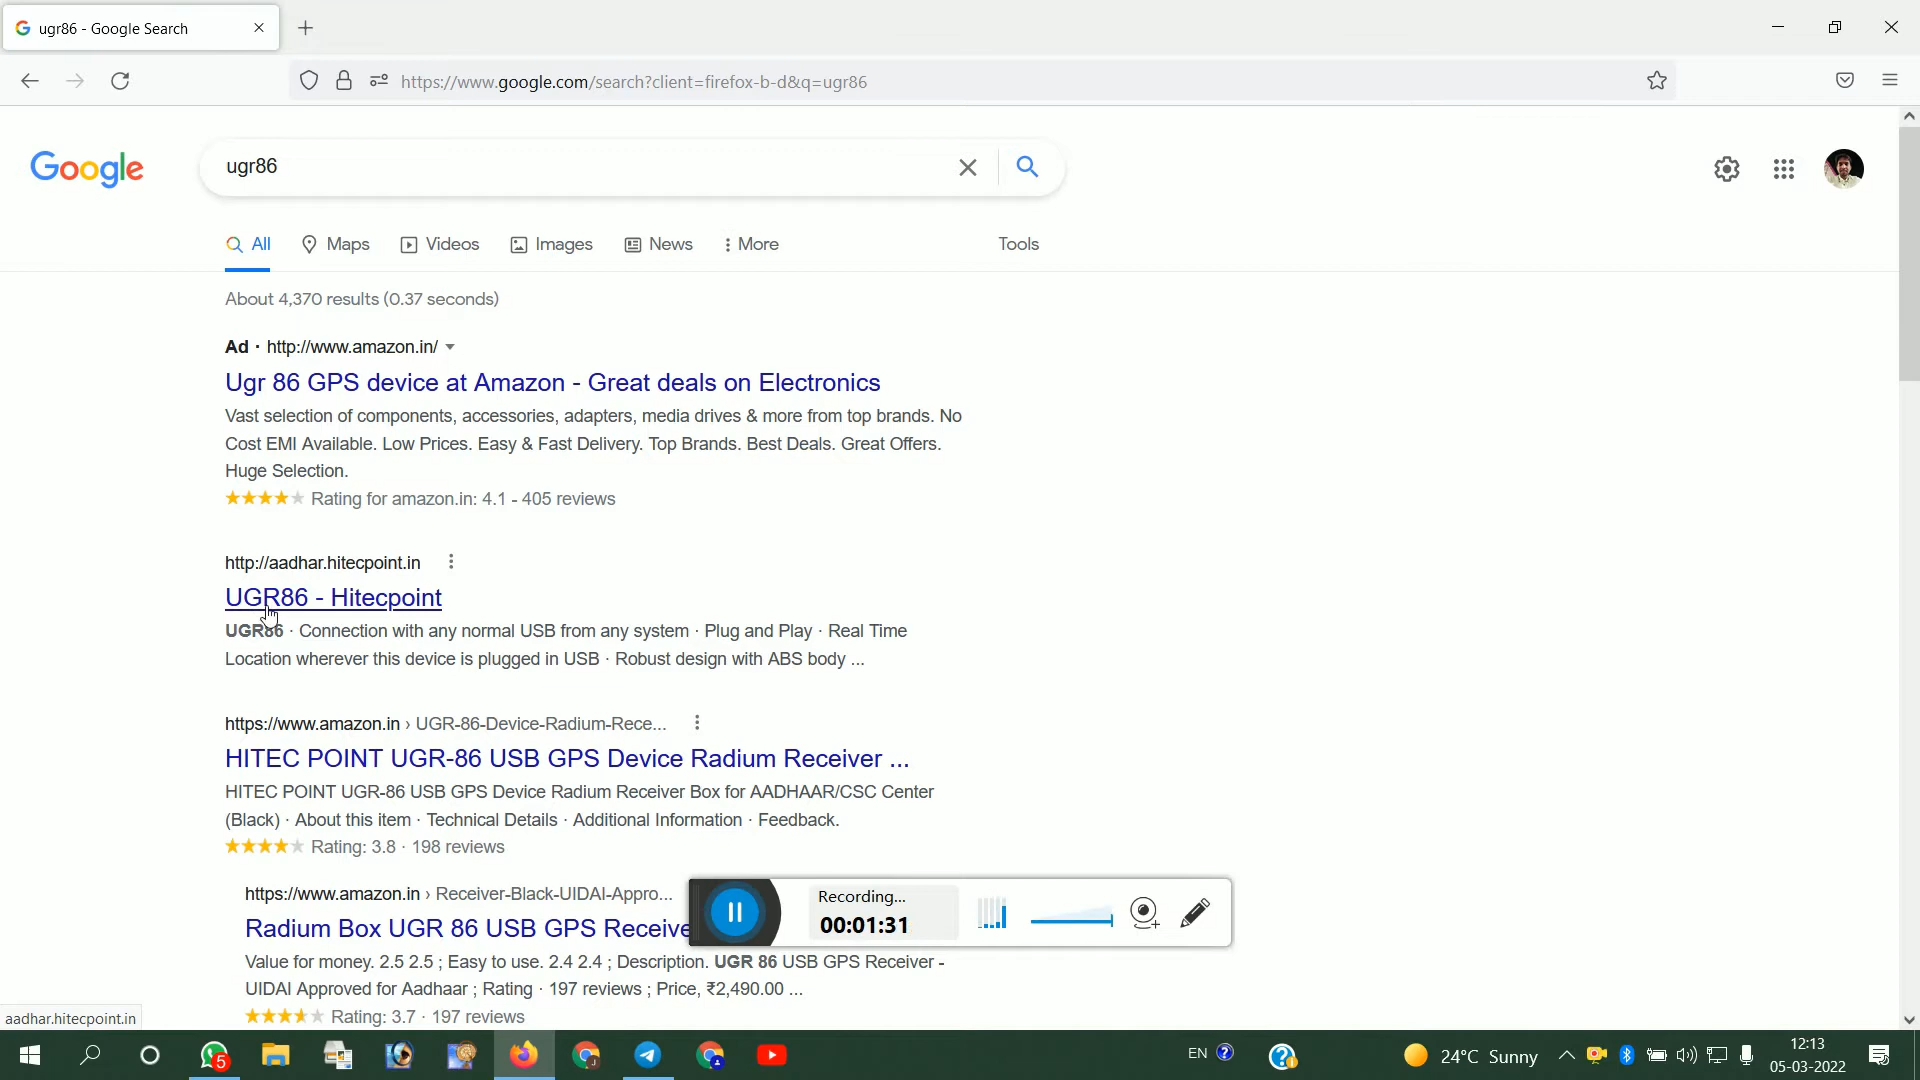 ugr86 - Google Search
https://www.google.com/search?client=firefox-b-d&q=ugr86
Google
ugr86
All
Maps
Videos
Images
News
More
Tools
About 4,370 results (0.37 seconds)
Ad · http://www.amazon.in/
Ugr 86 GPS device at Amazon - Great deals on Electronics
Vast selection of components, accessories, adapters, media drives & more from top brands. No
Cost EMI Available. Low Prices. Easy & Fast Delivery. Top Brands. Best Deals. Great Offers.
Huge Selection.
Rating for amazon.in: 4.1 - 405 reviews
http://aadhar.hitecpoint.in
UGR86 - Hitecpoint
UGR86 · Connection with any normal USB from any system · Plug and Play · Real Time
Location wherever this device is plugged in USB · Robust design with ABS body ...
https://www.amazon.in › UGR-86-Device-Radium-Rece...
HITEC POINT UGR-86 USB GPS Device Radium Receiver ...
HITEC POINT UGR-86 USB GPS Device Radium Receiver Box for AADHAAR/CSC Center
(Black) · About this item · Technical Details · Additional Information · Feedback.
Rating: 3.8 · 198 reviews
https://www.amazon.in › Receiver-Black-UIDAI-Appro...
Radium Box UGR 86 USB GPS Receive
Value for money. 2.5 2.5 ; Easy to use. 2.4 2.4 ; Description. UGR 86 USB GPS Receiver -
UIDAI Approved for Aadhaar ; Rating · 197 reviews ; Price, ₹2,490.00 ...
Rating: 3.7 · 197 reviews
Recording...
00:01:31
aadhar.hitecpoint.in
5
EN
24°C Sunny
12:13
05-03-2022